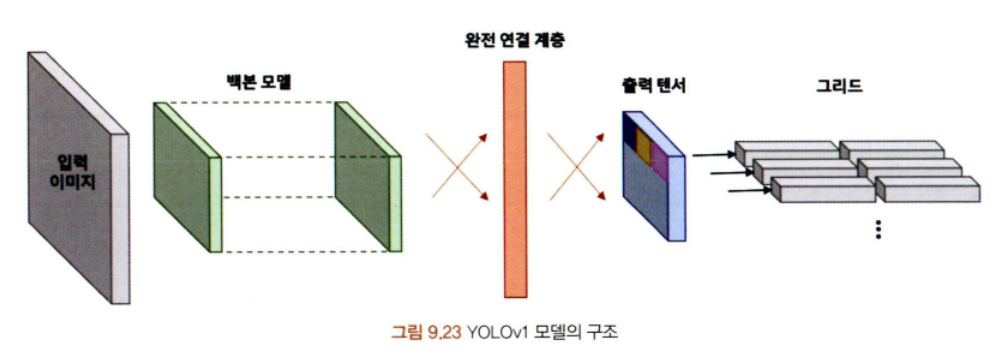 완전 연결 계층
백본 모델
출력 텐서
그리드
입력
이미지
그림 9.23 YOLOv1 모델의 구조